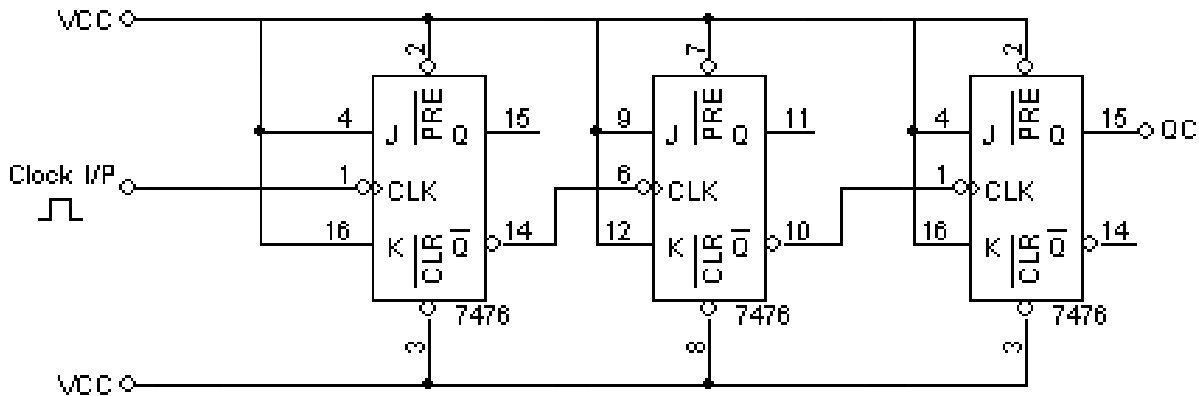 VCC
2
7
2
4
J
PRE
Q
15
9
J
PRE
Q
11
4
J
PRE
Q
15
QC
Clock I/P
1
CLK
6
CLK
1
CLK
16
K
CLR
Q
14
12
K
CLR
Q
10
16
K
CLR
Q
14
7476
7476
7476
3
8
3
VCC